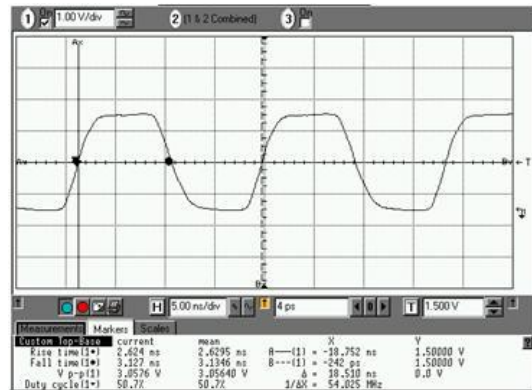 1 On 1.00 V/div 2 (1 & 2 Combined) 3 On
Ax
Ax Bx T
B
H 5.00 ns/div 4 ps 0 T 1.500 V
Measurements Markers Scales
Custom Top-Base current mean X Y
Rise time(1•) 2.624 ns 2.6295 ns A---(1) = -18.752 ns 1.50000 V
Fall time(1•) 3.127 ns 3.1346 ns B---(1) = -242 ps 1.50000 V
V p-p(1) 3.0576 V 3.05640 V Δ = 18.510 ns 0.0 V
Duty cycle(1•) 50.7% 50.7% 1/ΔX = 54.025 MHz